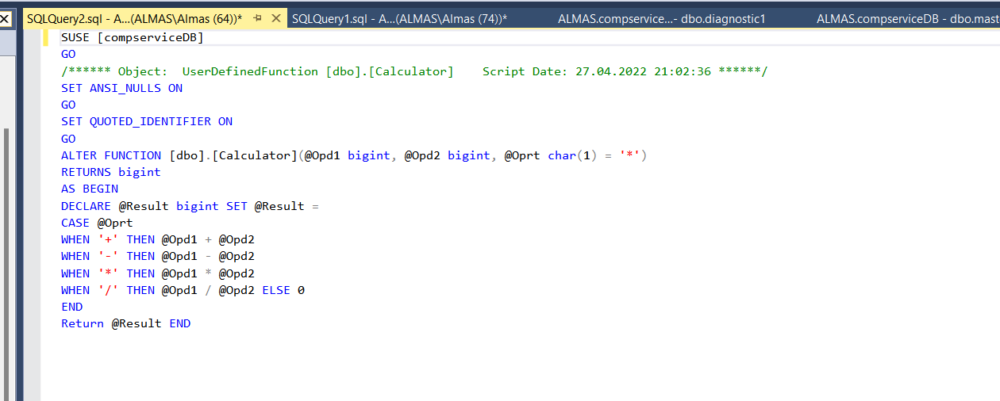 SQLQuery2.sql - A...(ALMAS\Almas (64))* SQLQuery1.sql - A...(ALMAS\Almas (74))* ALMAS.compservice...- dbo.diagnostic1 ALMAS.compserviceDB - dbo.mast
SUSE [compserviceDB]
GO
/****** Object:  UserDefinedFunction [dbo].[Calculator]    Script Date: 27.04.2022 21:02:36 ******/
SET ANSI_NULLS ON
GO
SET QUOTED_IDENTIFIER ON
GO
ALTER FUNCTION [dbo].[Calculator](@Opd1 bigint, @Opd2 bigint, @Oprt char(1) = '*')
RETURNS bigint
AS BEGIN
DECLARE @Result bigint SET @Result =
CASE @Oprt
WHEN '+' THEN @Opd1 + @Opd2
WHEN '-' THEN @Opd1 - @Opd2
WHEN '*' THEN @Opd1 * @Opd2
WHEN '/' THEN @Opd1 / @Opd2 ELSE 0
END
Return @Result END